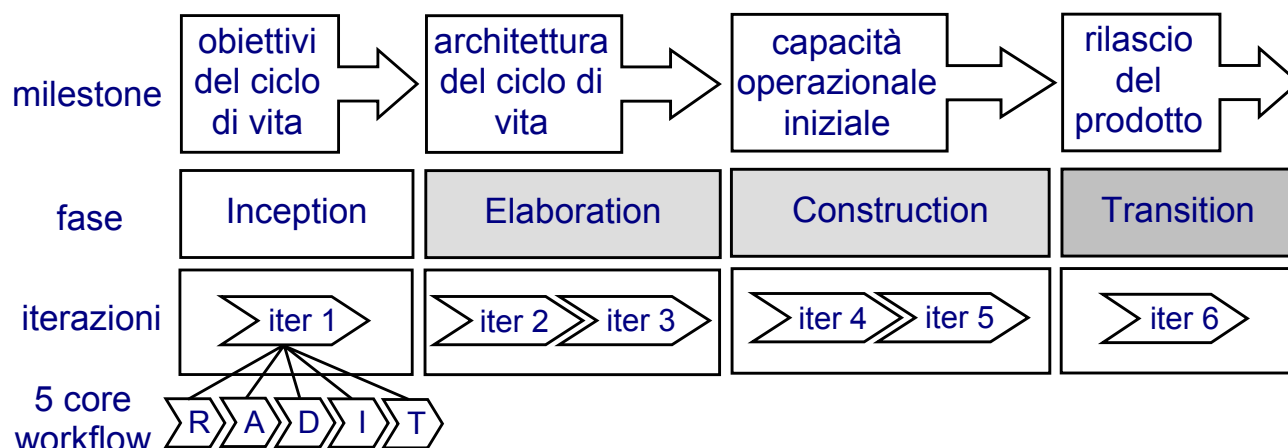 milestone
obiettivi
del ciclo
di vita
architettura
del ciclo di
vita
capacità
operazionale
iniziale
rilascio
del
prodotto
fase
Inception
Elaboration
Construction
Transition
iterazioni
iter 1
iter 2
iter 3
iter 4
iter 5
iter 6
5 core
workflow
R
A
D
I
T